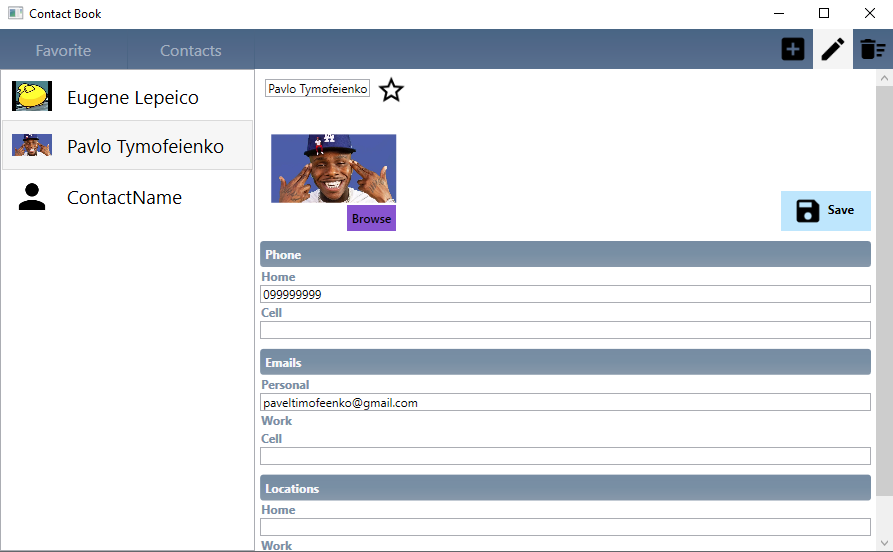 Contact Book
Favorite
Contacts
Eugene Lepeico
Pavlo Tymofeienko
ContactName
Pavlo Tymofeienko
LA
Browse
Save
Phone
Home
099999999
Cell
Emails
Personal
paveltimofeenko@gmail.com
Work
Cell
Locations
Home
Work